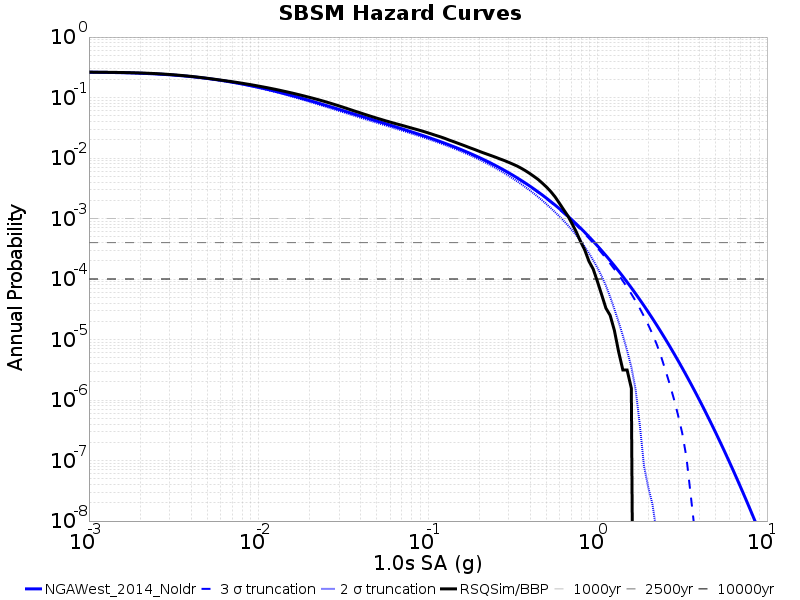 SBSM Hazard Curves
Annual Probability
10^0
10^-1
10^-2
10^-3
10^-4
10^-5
10^-6
10^-7
10^-8
10^-3 10^-2 10^-1 10^0 10^1
1.0s SA (g)
NGAWest_2014_NoIdr 3 σ truncation 2 σ truncation RSQSim/BBP 1000yr 2500yr 10000yr